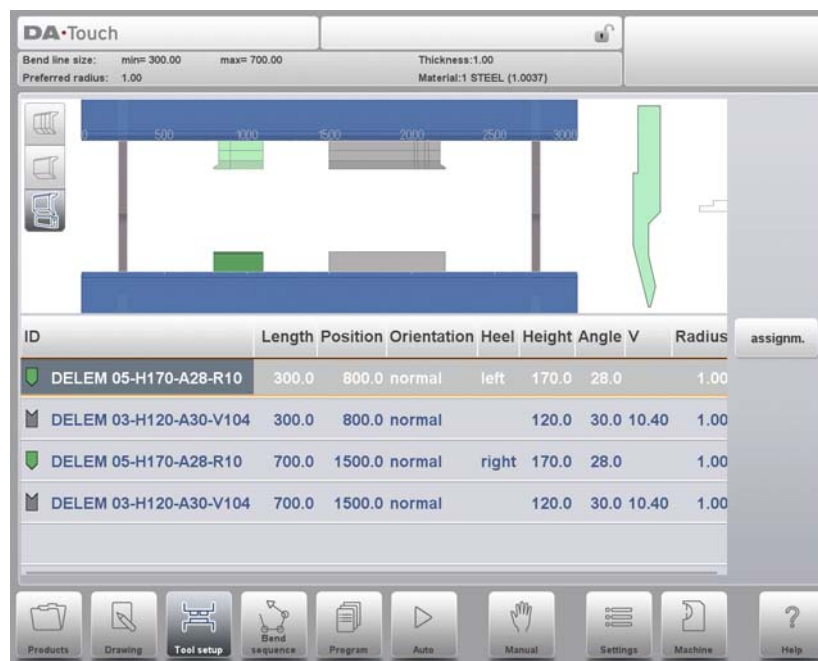 DA-Touch
Bend line size: min= 300.00 max= 700.00 Thickness:1.00
Preferred radius: 1.00 Material:1 STEEL (1.0037)
0 500 1000 1500 2000 2500 3000
ID Length Position Orientation Heel Height Angle V Radius
assignm.
DELEM 05-H170-A28-R10 300.0 800.0 normal left 170.0 28.0 1.00
DELEM 03-H120-A30-V104 300.0 800.0 normal 120.0 30.0 10.40 1.00
DELEM 05-H170-A28-R10 700.0 1500.0 normal right 170.0 28.0 1.00
DELEM 03-H120-A30-V104 700.0 1500.0 normal 120.0 30.0 10.40 1.00
Products Drawing Tool setup Bend sequence Program Auto Manual Settings Machine Help